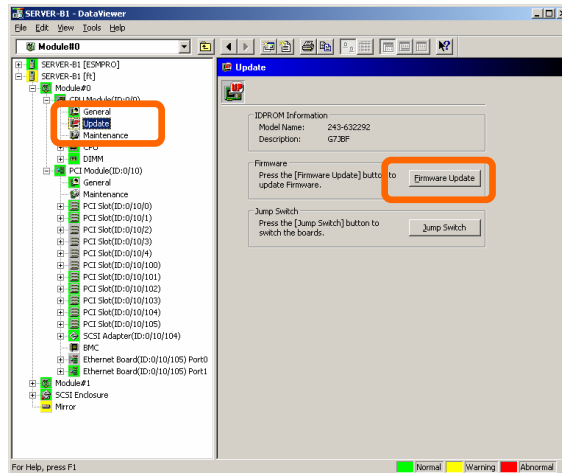 SERVER-B1 - DataViewer
File Edit View Tools Help
Module#0
SERVER-B1 [ESMPRO]
SERVER-B1 [ft]
Module#0
CPU Module(ID:0/0)
General
Update
Maintenance
CPU
DIMM
PCI Module(ID:0/10)
General
Maintenance
PCI Slot(ID:0/10/0)
PCI Slot(ID:0/10/1)
PCI Slot(ID:0/10/2)
PCI Slot(ID:0/10/3)
PCI Slot(ID:0/10/4)
PCI Slot(ID:0/10/100)
PCI Slot(ID:0/10/101)
PCI Slot(ID:0/10/102)
PCI Slot(ID:0/10/103)
PCI Slot(ID:0/10/104)
PCI Slot(ID:0/10/105)
SCSI Adapter(ID:0/10/104)
BMC
Ethernet Board(ID:0/10/105) Port0
Ethernet Board(ID:0/10/105) Port1
Module#1
SCSI Enclosure
Mirror
Update
UP
IDPROM Information
Model Name: 243-632292
Description: G7JBF
Firmware
Press the [Firmware Update] button to
update Firmware.
Firmware Update
Jump Switch
Press the [Jump Switch] button to
switch the boards.
Jump Switch
For Help, press F1
Normal Warning Abnormal